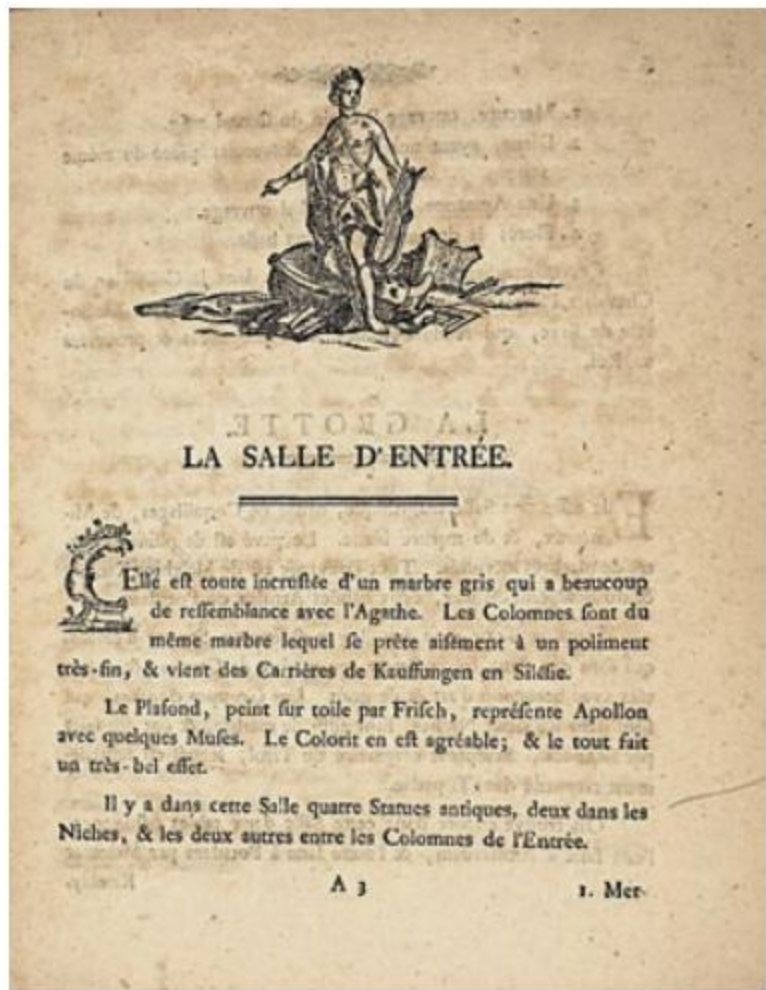 LA SALLE D'ENTRÉE.
CElle eſt toute incruſtée d'un marbre gris qui a beaucoup
de reſſemblance avec l'Agathe. Les Colomnes ſont du
même marbre lequel ſe prête aiſément à un poliment
très-fin, & vient des Carrières de Kauffungen en Siléſie.
Le Plafond, peint ſur toile par Friſch, repréſente Apollon
avec quelques Muſes. Le Colorit en eſt agréable; & le tout fait
un très-bel effet.
Il y a dans cette Salle quatre Statues antiques, deux dans les
Niches, & les deux autres entre les Colomnes de l'Entrée.
A 3
1. Mer-